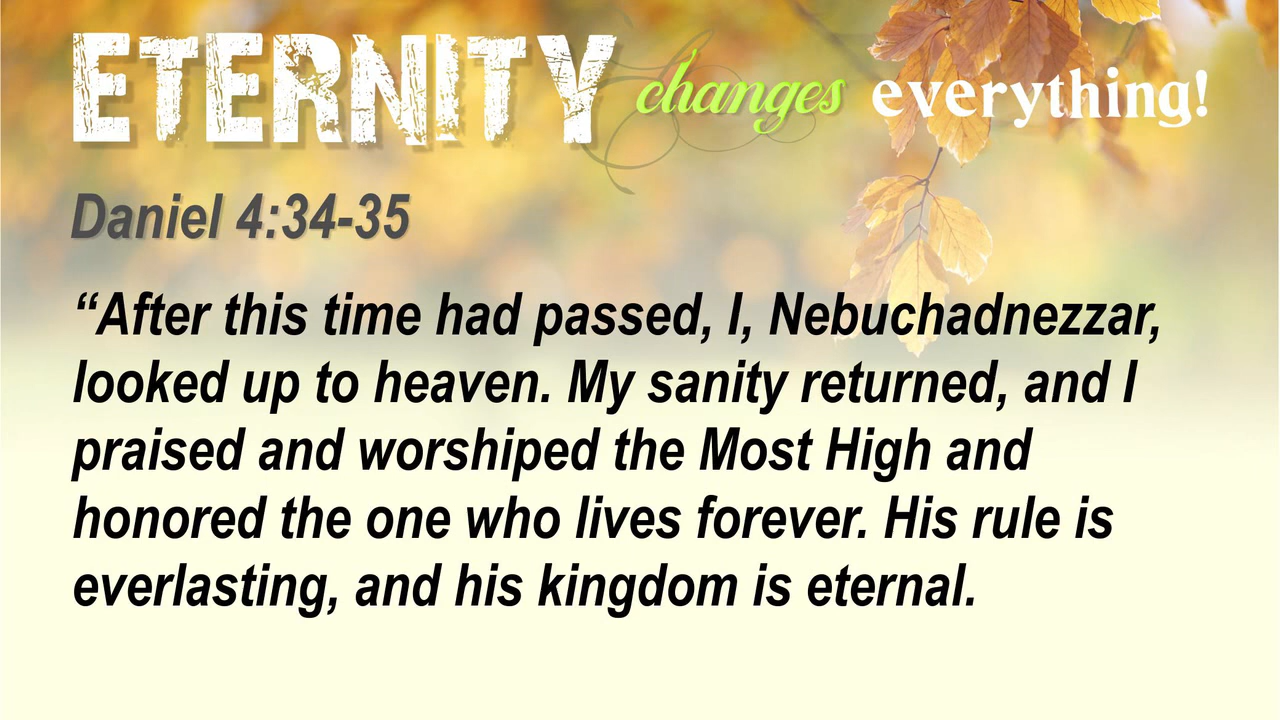 ETERNITY changes everything!
Daniel 4:34-35
“After this time had passed, I, Nebuchadnezzar,
looked up to heaven. My sanity returned, and I
praised and worshiped the Most High and
honored the one who lives forever. His rule is
everlasting, and his kingdom is eternal.